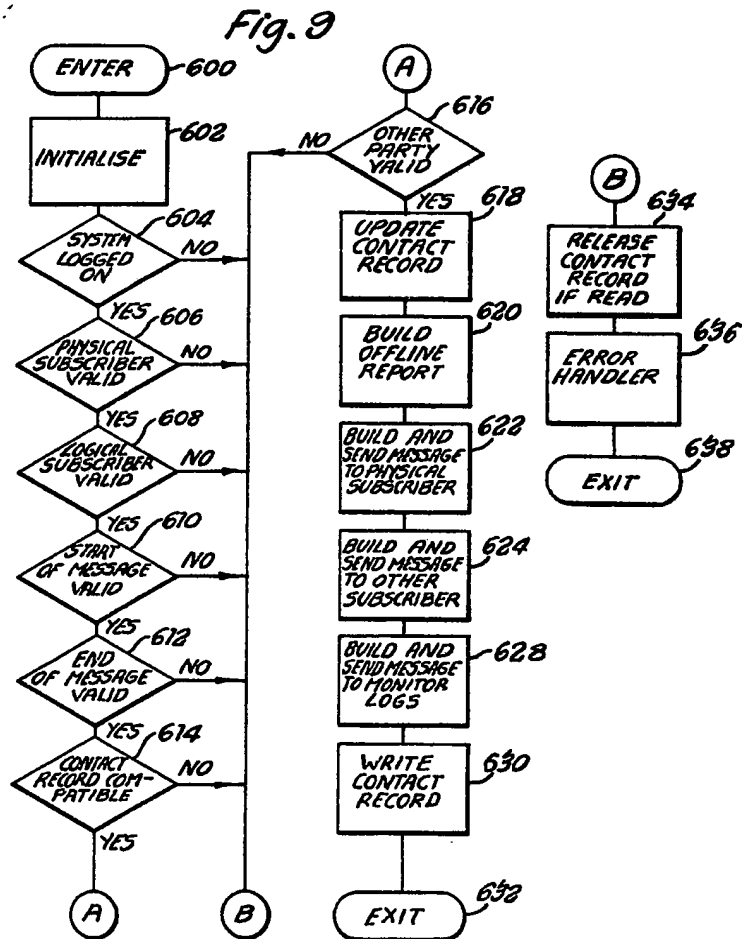 Fig. 9
ENTER
600
INITIALISE
602
SYSTEM
LOGGED
ON
604
NO
YES
PHYSICAL
SUBSCRIBER
VALID
606
NO
YES
LOGICAL
SUBSCRIBER
VALID
608
NO
YES
START
OF MESSAGE
VALID
610
NO
YES
END
OF MESSAGE
VALID
612
NO
YES
CONTACT
RECORD COM-
PATIBLE
614
NO
YES
A
B
A
616
OTHER
PARTY
VALID
NO
YES
618
UPDATE
CONTACT
RECORD
620
BUILD
OFFLINE
REPORT
622
BUILD AND
SEND MESSAGE
TO PHYSICAL
SUBSCRIBER
624
BUILD AND
SEND MESSAGE
TO OTHER
SUBSCRIBER
628
BUILD AND
SEND MESSAGE
TO MONITOR
LOGS
630
WRITE
CONTACT
RECORD
EXIT
632
B
634
RELEASE
CONTACT
RECORD
IF READ
636
ERROR
HANDLER
638
EXIT